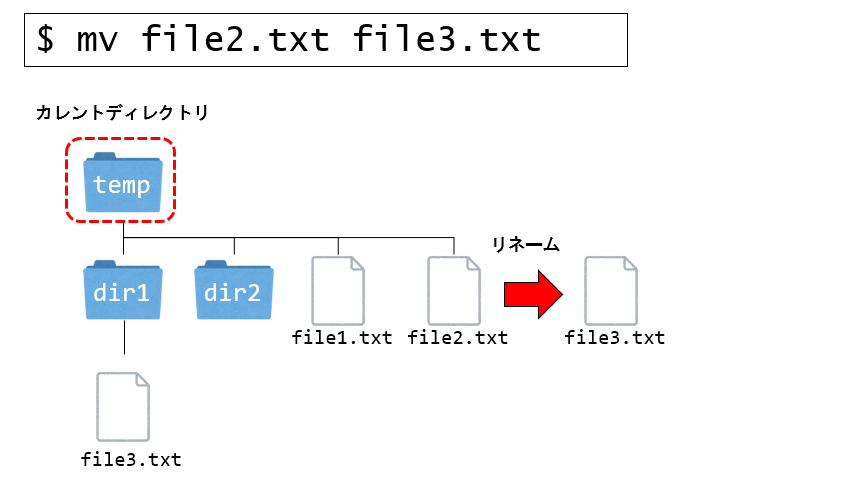 $ mv file2.txt file3.txt
カレントディレクトリ
temp
リネーム
dir1
dir2
file1.txt
file2.txt
file3.txt
file3.txt